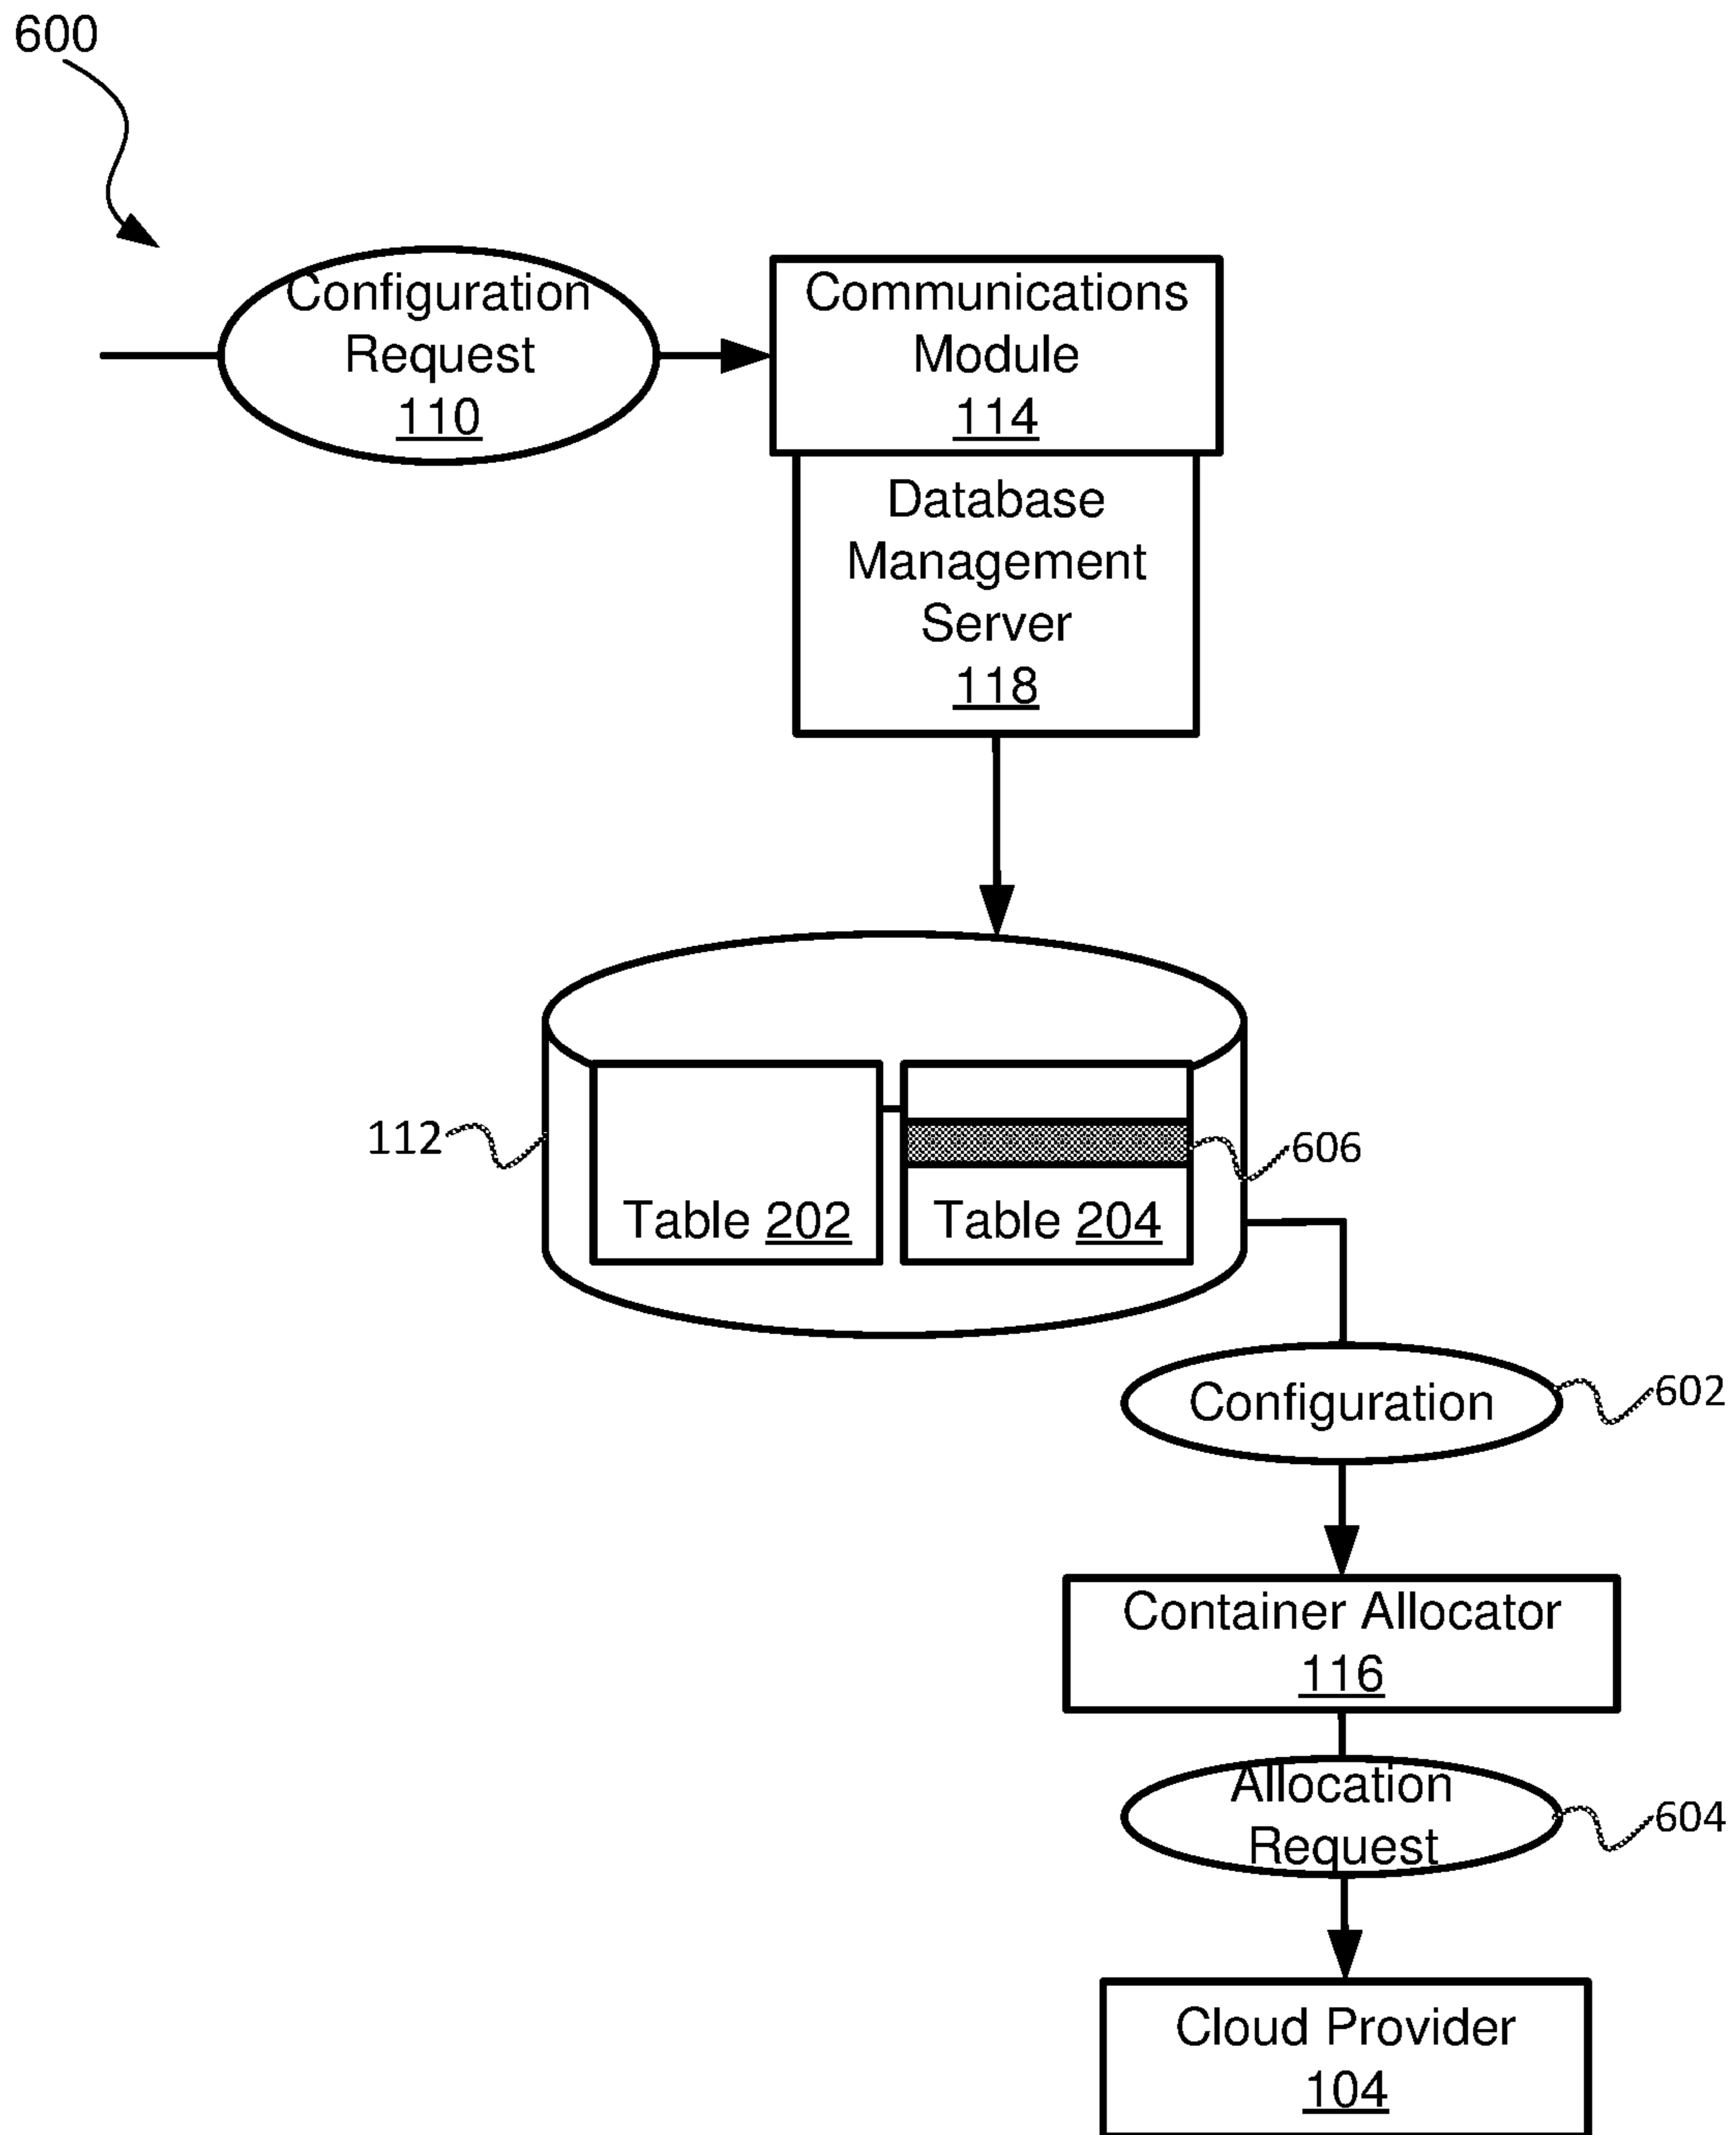 600
Configuration
Request
110
Communications
Module
114
Database
Management
Server
118
112
606
Table 202
Table 204
Configuration
602
Container Allocator
116
Allocation
Request
604
Cloud Provider
104